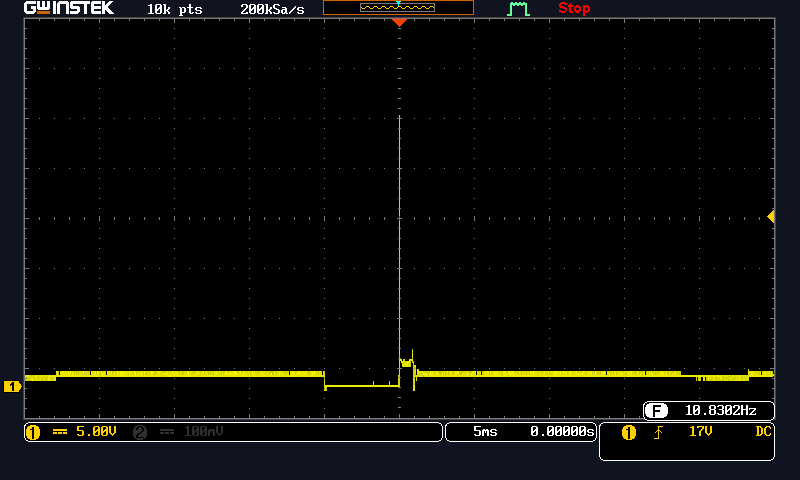 GWINSTEK 10k pts 200kSa/s Stop
1
F 10.8302Hz
1 5.00V 2 100mV 5ms 0.00000s 1 17V DC